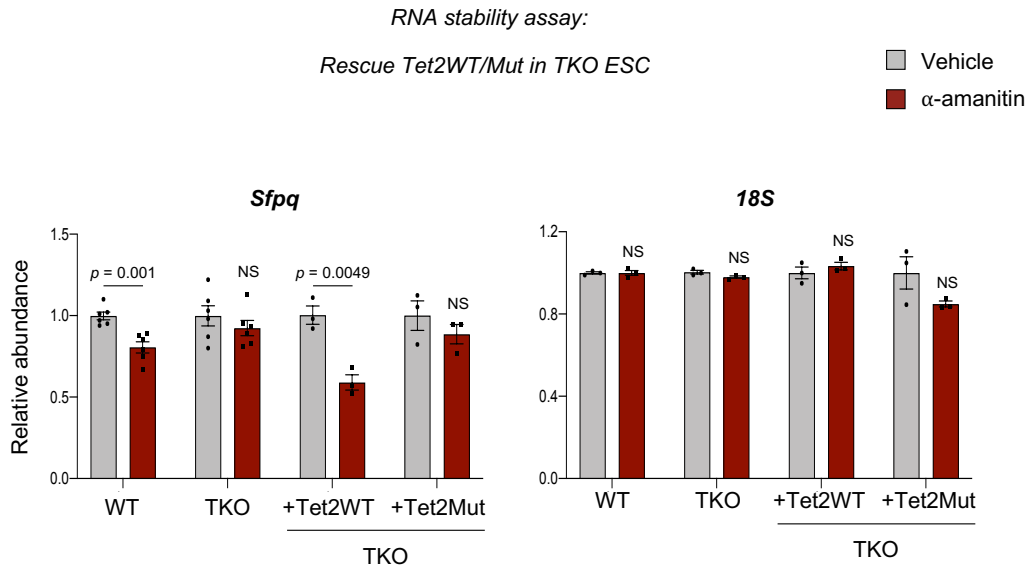 RNA stability assay:
Rescue Tet2WT/Mut in TKO ESC
Vehicle
α-amanitin
Sfpq
Relative abundance
1.5
1.0
0.5
0.0
p = 0.001
NS
p = 0.0049
NS
WT
TKO
+Tet2WT
+Tet2Mut
TKO
18S
1.2
0.8
0.4
0.0
NS
NS
NS
NS
WT
TKO
+Tet2WT
+Tet2Mut
TKO